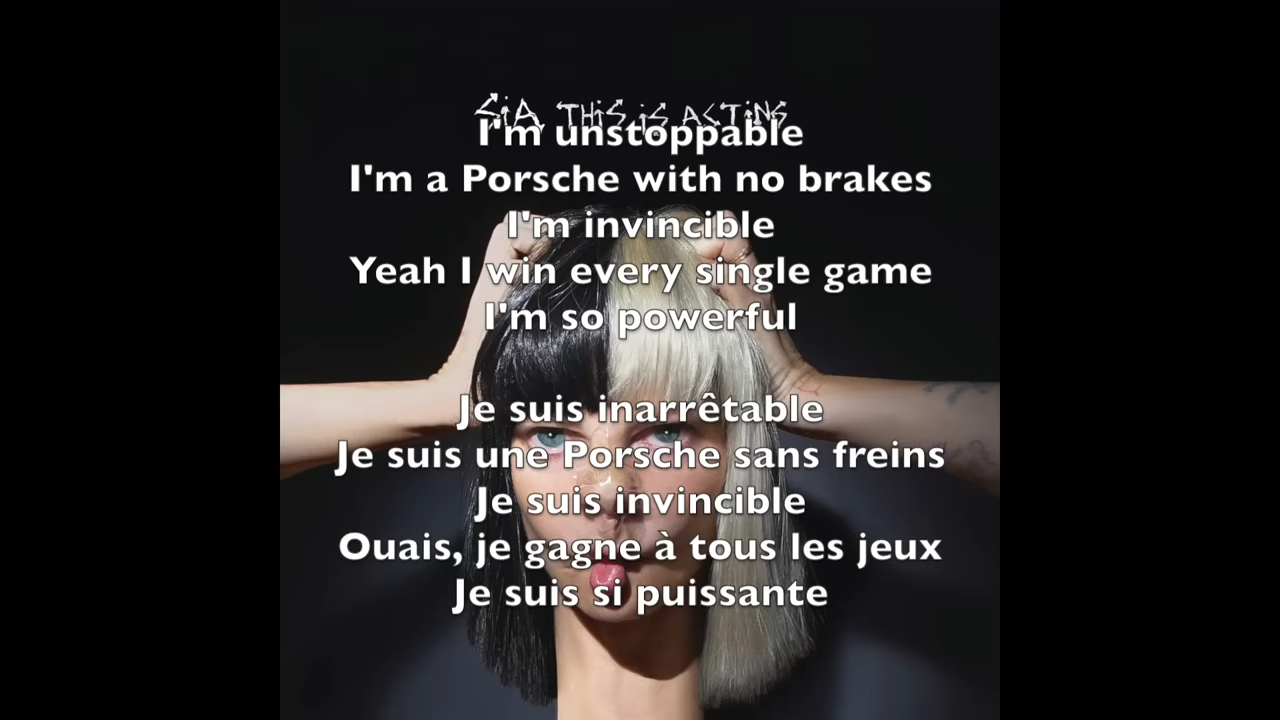 SiA THiS iS ACTiNG
I'm unstoppable
I'm a Porsche with no brakes
I'm invincible
Yeah I win every single game
I'm so powerful
Je suis inarrêtable
Je suis une Porsche sans freins
Je suis invincible
Ouais, je gagne à tous les jeux
Je suis si puissante